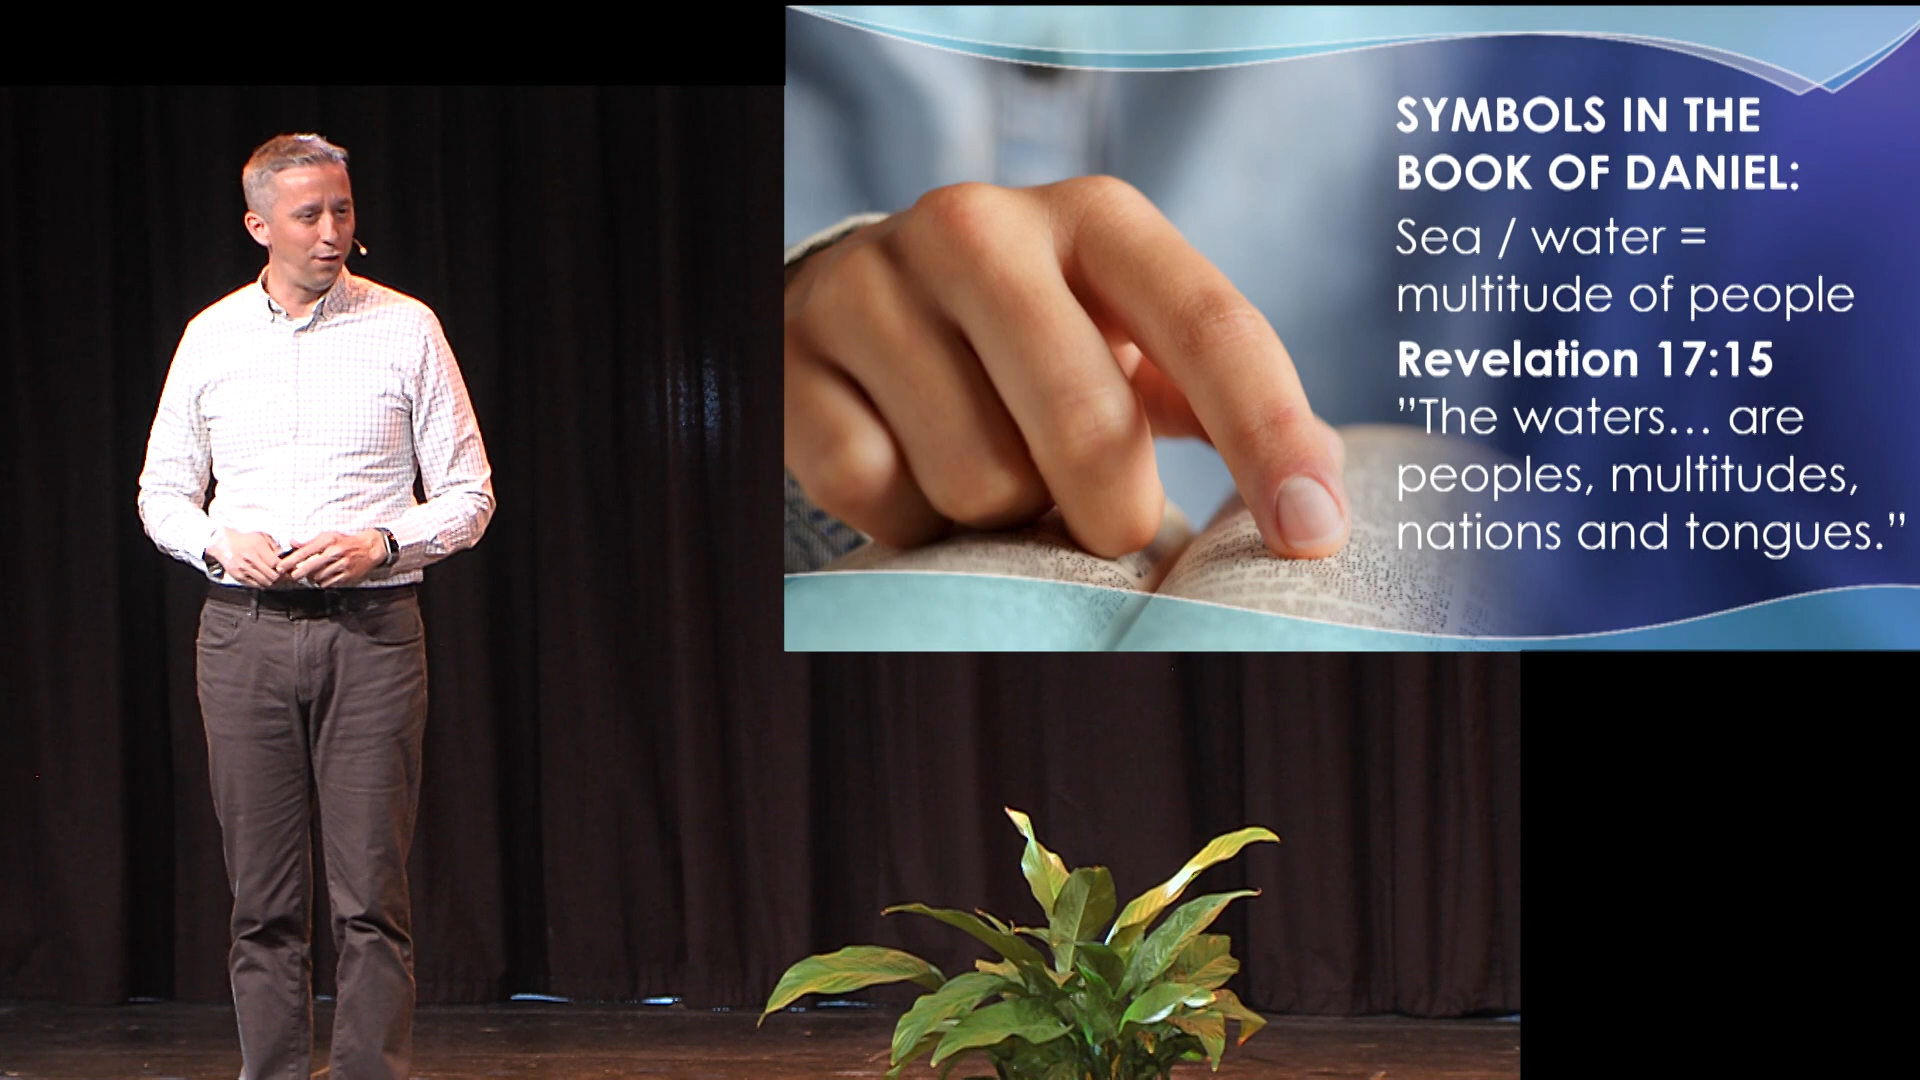 SYMBOLS IN THE
BOOK OF DANIEL:
Sea / water =
multitude of people
Revelation 17:15
”The waters... are
peoples, multitudes,
nations and tongues.”